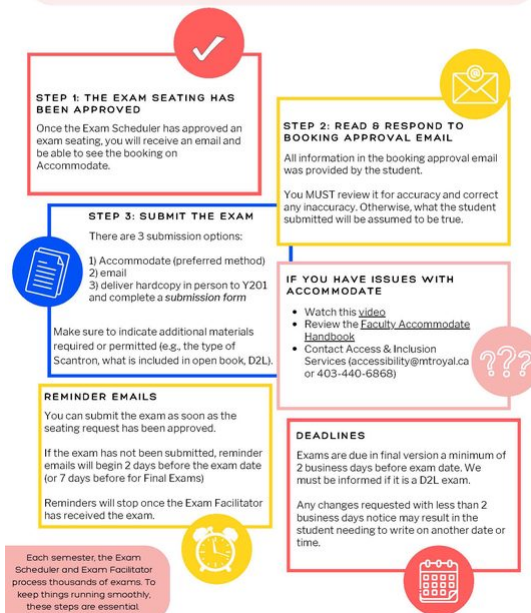 STEP 1: THE EXAM SEATING HAS
BEEN APPROVED
Once the Exam Scheduler has approved an
exam seating, you will receive an email and
be able to see the booking on
Accommodate.
STEP 2: READ & RESPOND TO
BOOKING APPROVAL EMAIL
All information in the booking approval email
was provided by the student.
You MUST review it for accuracy and correct
any inaccuracy. Otherwise, what the student
submitted will be assumed to be true.
STEP 3: SUBMIT THE EXAM
There are 3 submission options:
1) Accommodate (preferred method)
2) email
3) deliver hardcopy in person to Y201
and complete a submission form
Make sure to indicate additional materials
required or permitted (e.g., the type of
Scantron, what is included in open book, D2L).
IF YOU HAVE ISSUES WITH
ACCOMMODATE
• Watch this video
• Review the Faculty Accommodate
Handbook
• Contact Access & Inclusion
Services (accessibility@mtroyal.ca
or 403-440-6868)
???
REMINDER EMAILS
You can submit the exam as soon as the
seating request has been approved.
If the exam has not been submitted, reminder
emails will begin 2 days before the exam date
(or 7 days before for Final Exams)
Reminders will stop once the Exam Facilitator
has received the exam.
DEADLINES
Exams are due in final version a minimum of
2 business days before exam date. We
must be informed if it is a D2L exam.
Any changes requested with less than 2
business days notice may result in the
student needing to write on another date or
time.
Each semester, the Exam
Scheduler and Exam Facilitator
process thousands of exams. To
keep things running smoothly,
these steps are essential.